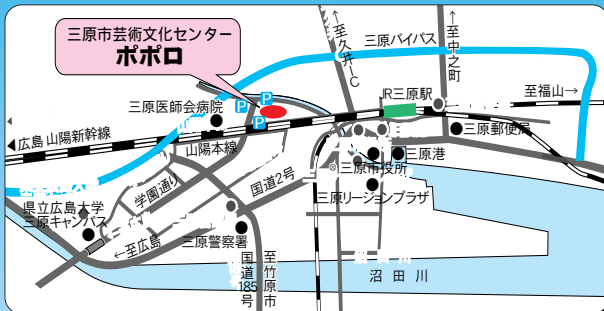 三原市芸術文化センター
ポポロ
←至久井IC
三原バイパス
←至中之町
JR三原駅
至福山→
三原医師会病院
P
P
P
◀広島 山陽新幹線
山陽本線
三原郵便局
三原港
三原市役所
学園通り
国道2号
三原リージョンプラザ
県立広島大学
三原キャンパス
←至広島
三原警察署
国道185号
至竹原市
沼田川